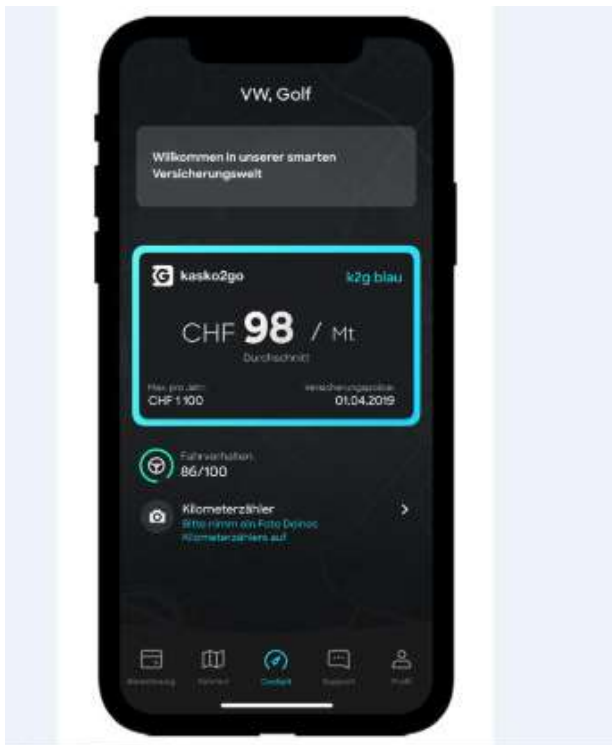 VW, Golf
Willkommen in unserer smarten
Versicherungswelt
kasko2go
k2g blau
CHF 98 / Mt
Durchschnitt
Max. pro Jahr:
CHF 1 100
Versicherungspolice:
01.04.2019
Fahrverhalten
86/100
Kilometerzähler
Bitte nimm ein Foto Deines
Kilometerzählers auf
Cockpit
Support
Profil